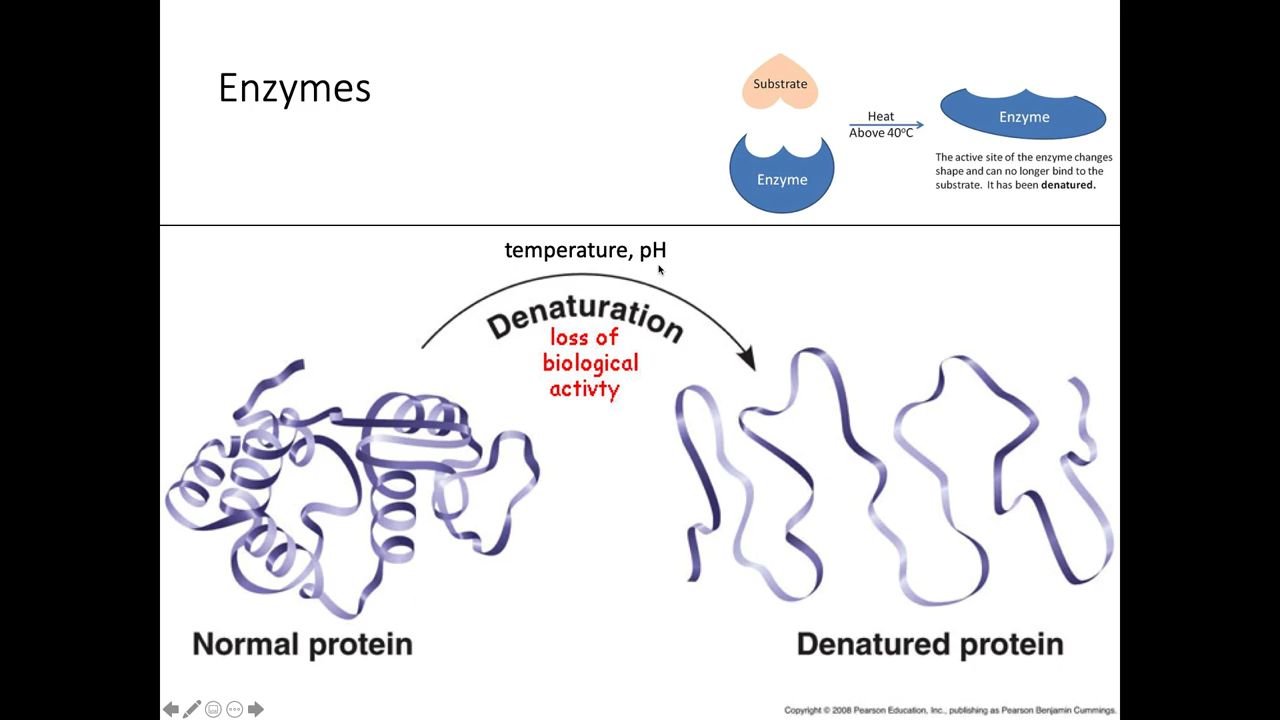 Enzymes
Substrate
Enzyme
Heat
Above 40°C
Enzyme
The active site of the enzyme changes
shape and can no longer bind to the
substrate. It has been denatured.
temperature, pH
Denaturation
loss of
biological
activty
Normal protein
Denatured protein
Copyright © 2008 Pearson Education, Inc., publishing as Pearson Benjamin Cummings.